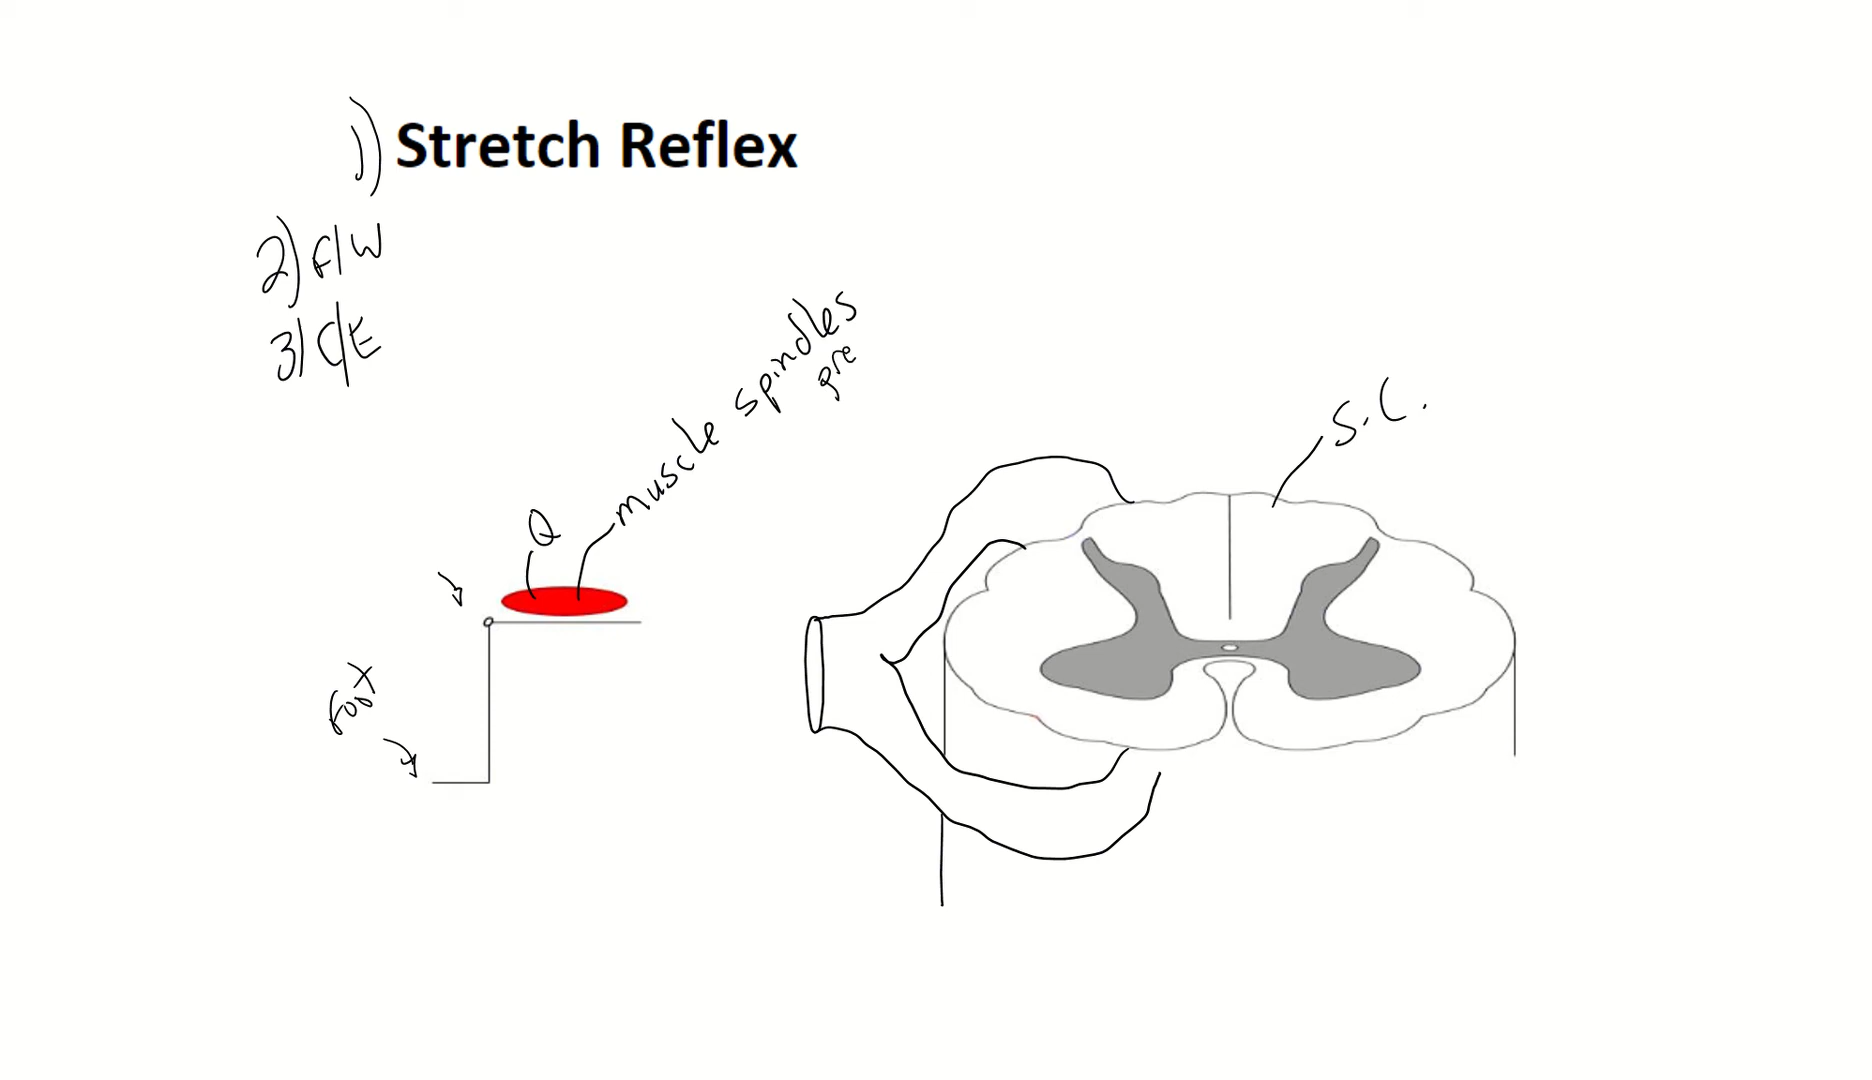 1) Stretch Reflex
2) F/W
3) C/E
muscle spindles
pre
S.C.
Q
Foot